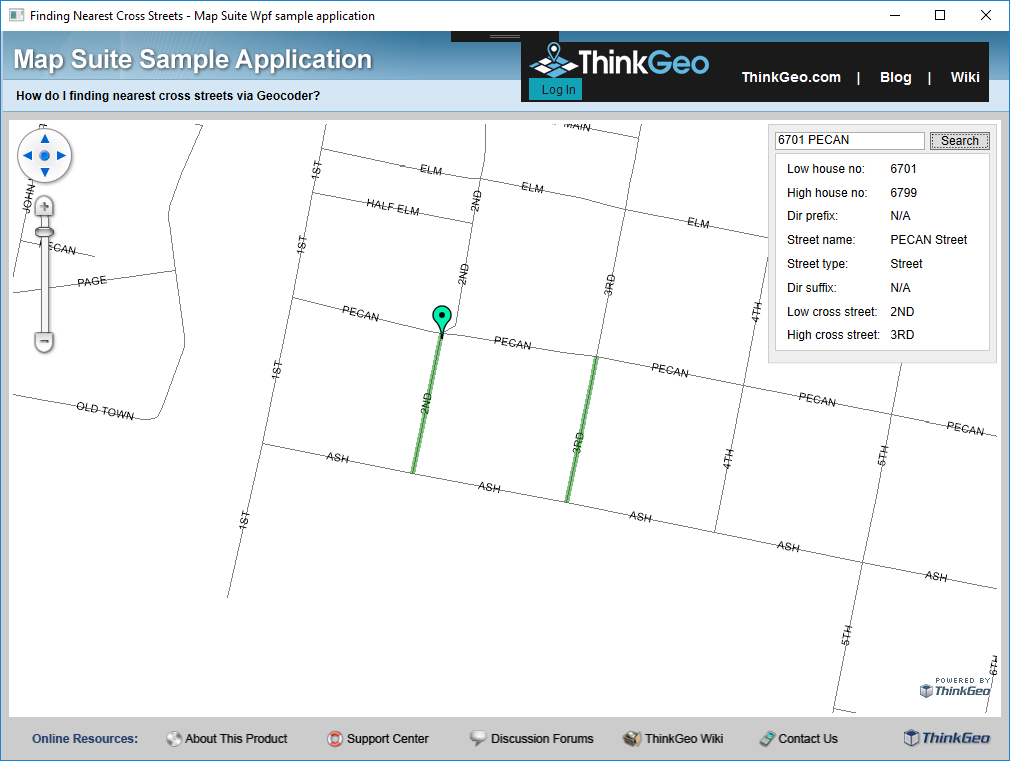 Finding Nearest Cross Streets - Map Suite Wpf sample application
Map Suite Sample Application
ThinkGeo
Log In
ThinkGeo.com | Blog | Wiki
How do I finding nearest cross streets via Geocoder?
6701 PECAN
Search
Low house no: 6701
High house no: 6799
Dir prefix: N/A
Street name: PECAN Street
Street type: Street
Dir suffix: N/A
Low cross street: 2ND
High cross street: 3RD
MAIN
1ST
ELM
ELM
ELM
JOHN
2ND
HALF ELM
1ST
PECAN
2ND
PAGE
3RD
4TH
PECAN
PECAN
PECAN
PECAN
PECAN
1ST
OLD TOWN
2ND
3RD
4TH
5TH
ASH
ASH
ASH
ASH
ASH
1ST
5TH
6TH
POWERED BY
ThinkGeo
Online Resources:
About This Product
Support Center
Discussion Forums
ThinkGeo Wiki
Contact Us
ThinkGeo